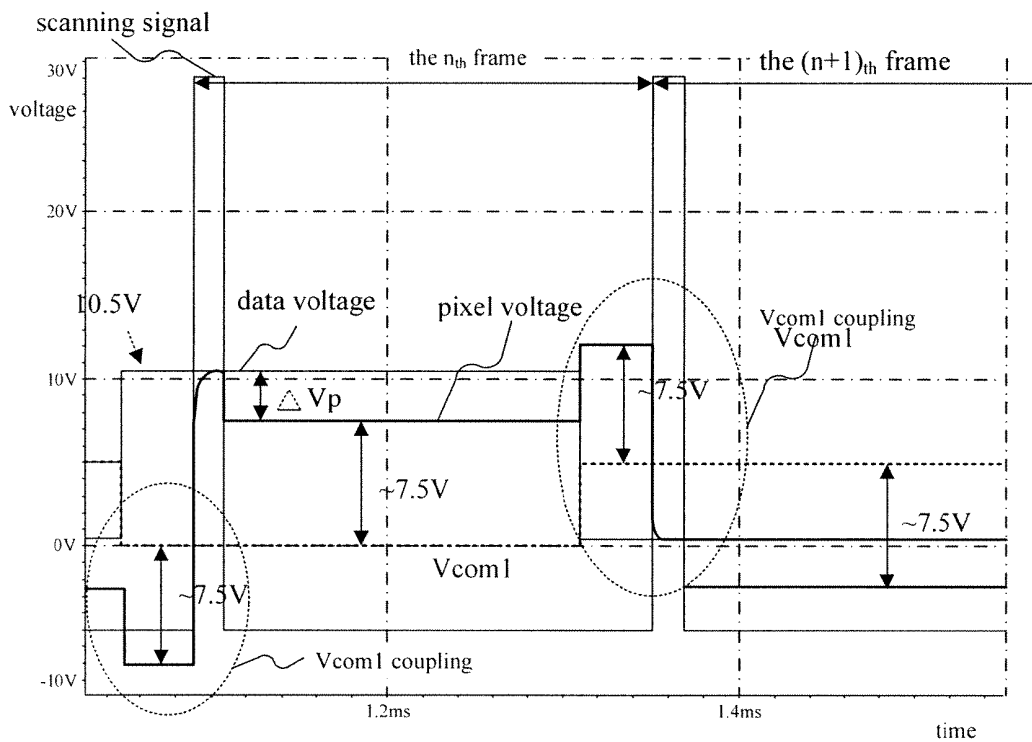 scanning signal
30V
the nth frame
the (n+1)th frame
voltage
20V
10.5V
data voltage
pixel voltage
Vcom1 coupling
Vcom1
10V
△ Vp
~7.5V
~7.5V
~7.5V
0V
Vcom1
~7.5V
Vcom1 coupling
-10V
1.2ms
1.4ms
time